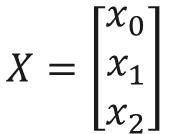 X = [x₀
x₁
x₂]